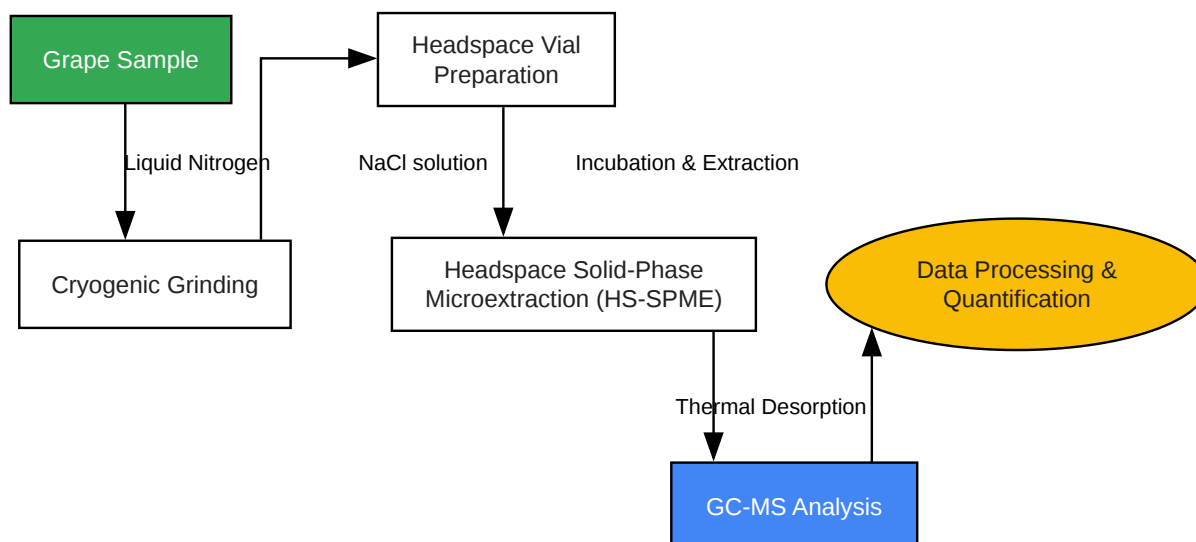 Grape Sample
Headspace Vial
Preparation
Liquid Nitrogen
NaCl solution
Incubation & Extraction
Cryogenic Grinding
Headspace Solid-Phase
Microextraction (HS-SPME)
Data Processing &
Quantification
Thermal Desorption
GC-MS Analysis